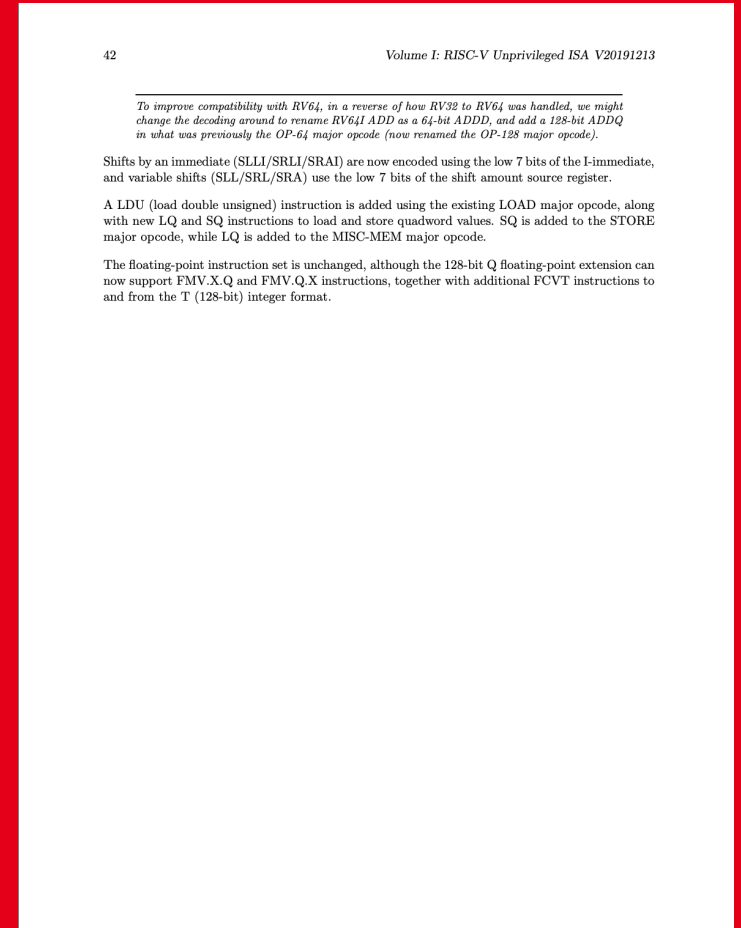 42 Volume I: RISC-V Unprivileged ISA V20191213
To improve compatibility with RV64, in a reverse of how RV32 to RV64 was handled, we might
change the decoding around to rename RV64I ADD as a 64-bit ADDD, and add a 128-bit ADDQ
in what was previously the OP-64 major opcode (now renamed the OP-128 major opcode).
Shifts by an immediate (SLLI/SRLI/SRAI) are now encoded using the low 7 bits of the I-immediate,
and variable shifts (SLL/SRL/SRA) use the low 7 bits of the shift amount source register.
A LDU (load double unsigned) instruction is added using the existing LOAD major opcode, along
with new LQ and SQ instructions to load and store quadword values. SQ is added to the STORE
major opcode, while LQ is added to the MISC-MEM major opcode.
The floating-point instruction set is unchanged, although the 128-bit Q floating-point extension can
now support FMV.X.Q and FMV.Q.X instructions, together with additional FCVT instructions to
and from the T (128-bit) integer format.